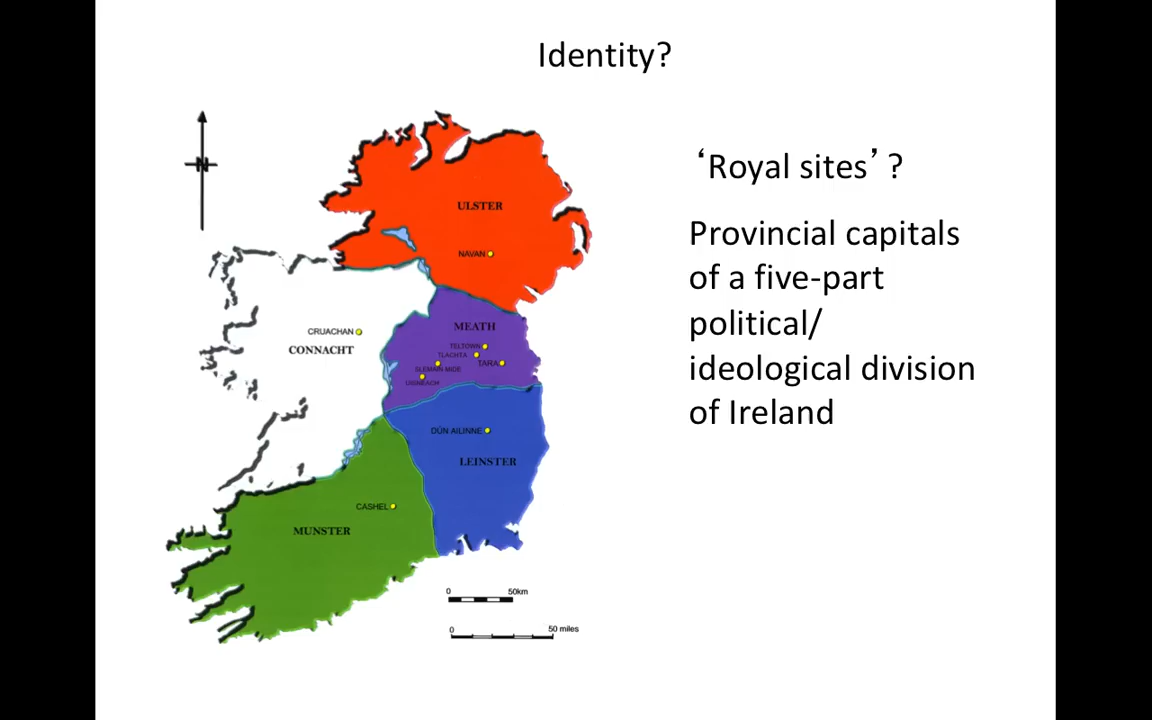 Identity?
N
‘Royal sites’ ?
Provincial capitals
of a five-part
political/
ideological division
of Ireland
ULSTER
NAVAN
MEATH
TELTOWN
TLACHTA
TARA
SLEMAIN MIDE
UISNEACH
CRUACHAN
CONNACHT
DÚN AILINNE
LEINSTER
CASHEL
MUNSTER
0 50km
0 50 miles